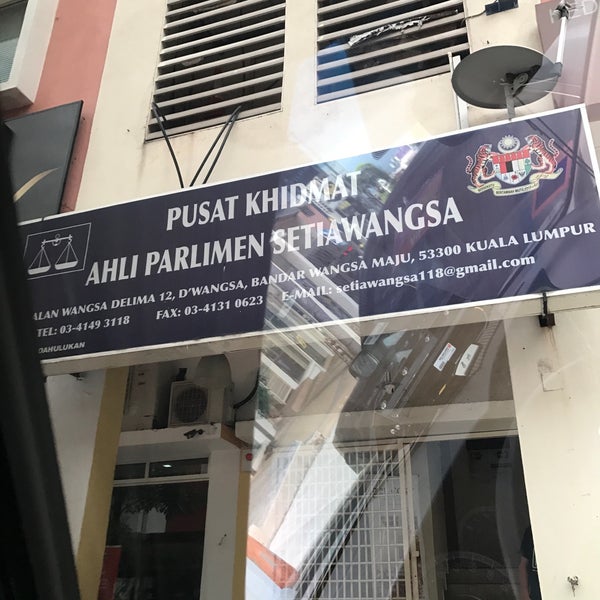 PUSAT KHIDMAT
AHLI PARLIMEN SETIAWANGSA
ALAN WANGSA DELIMA 12, D'WANGSA, BANDAR WANGSA MAJU, 53300 KUALA LUMPUR
TEL: 03-4149 3118 FAX: 03-4131 0623 E-MAIL: setiawangsa118@gmail.com
DAHULUKAN